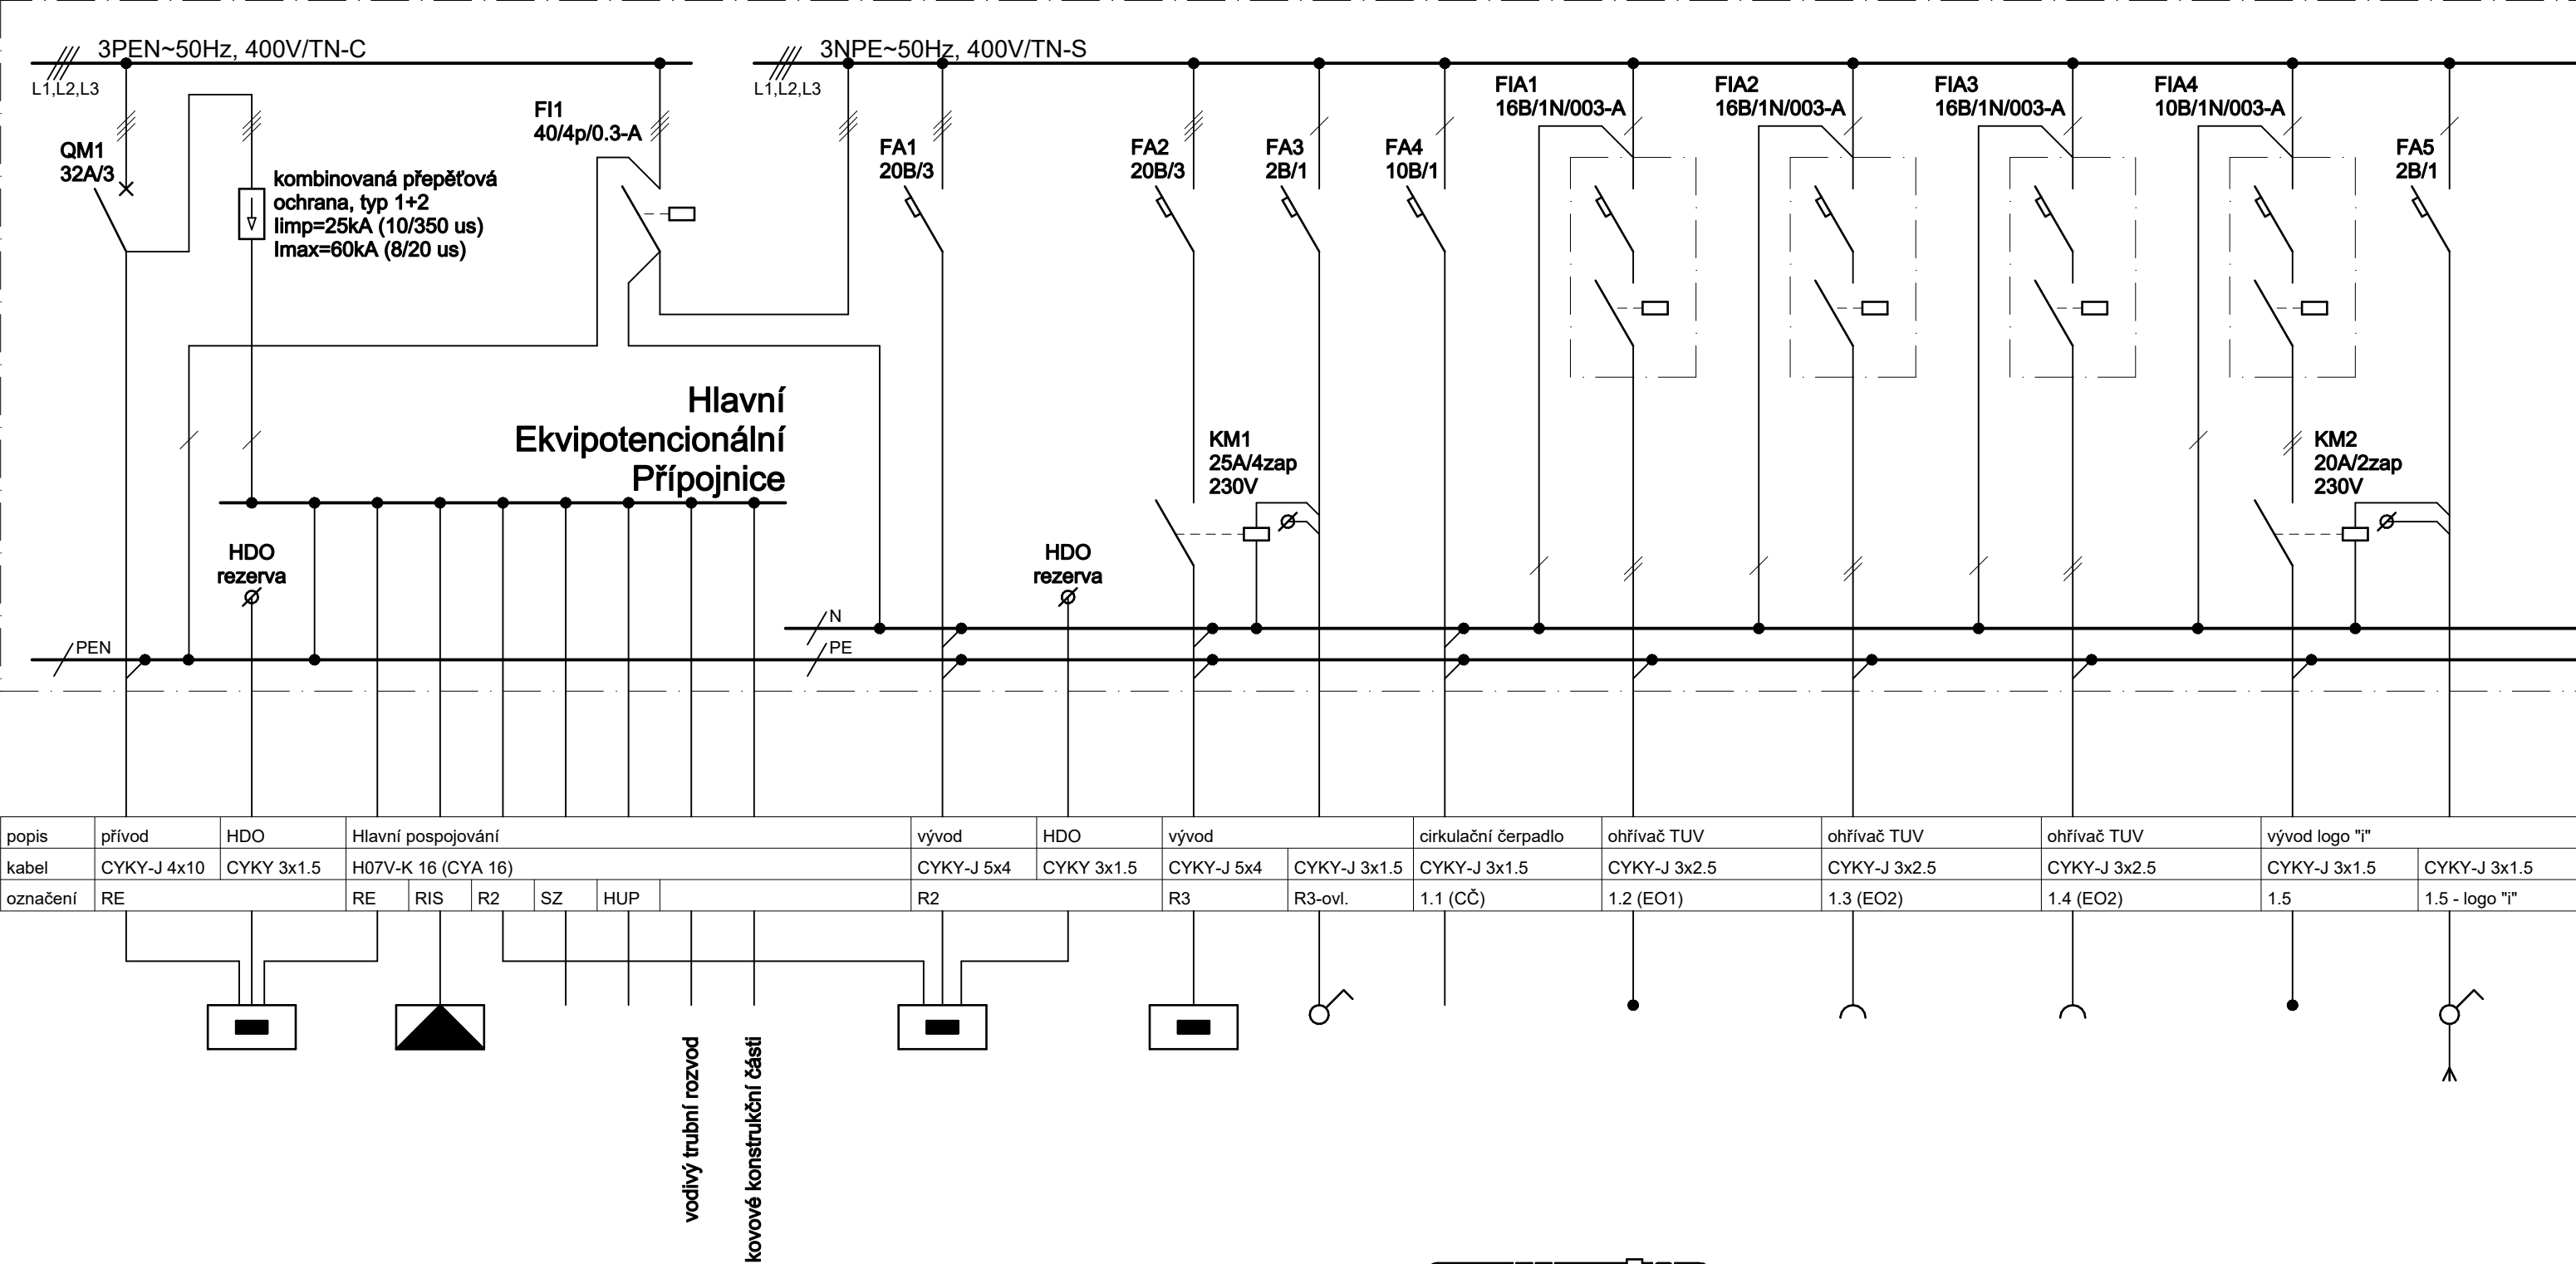 3PEN~50Hz, 400V/TN-C
L1,L2,L3
3NPE~50Hz, 400V/TN-S
L1,L2,L3
QM1
32A/3
kombinovaná přepěťová
ochrana, typ 1+2
Iimp=25kA (10/350 us)
Imax=60kA (8/20 us)
FI1
40/4p/0.3-A
FA1
20B/3
FA2
20B/3
FA3
2B/1
FA4
10B/1
FIA1
16B/1N/003-A
FIA2
16B/1N/003-A
FIA3
16B/1N/003-A
FIA4
10B/1N/003-A
FA5
2B/1
Hlavní
Ekvipotencionální
Přípojnice
KM1
25A/4zap
230V
KM2
20A/2zap
230V
HDO
rezerva
HDO
rezerva
N
PEN
PE
popis přívod HDO Hlavní pospojování vývod HDO vývod cirkulační čerpadlo ohřívač TUV ohřívač TUV ohřívač TUV vývod logo "i"
kabel CYKY-J 4x10 CYKY 3x1.5 H07V-K 16 (CYA 16) CYKY-J 5x4 CYKY 3x1.5 CYKY-J 5x4 CYKY-J 3x1.5 CYKY-J 3x1.5 CYKY-J 3x2.5 CYKY-J 3x2.5 CYKY-J 3x2.5 CYKY-J 3x1.5 CYKY-J 3x1.5
označení RE RE RIS R2 SZ HUP R2 R3 R3-ovl. 1.1 (CČ) 1.2 (EO1) 1.3 (EO2) 1.4 (EO2) 1.5 1.5 - logo "i"
vodivý trubní rozvod
kovové konstrukční části